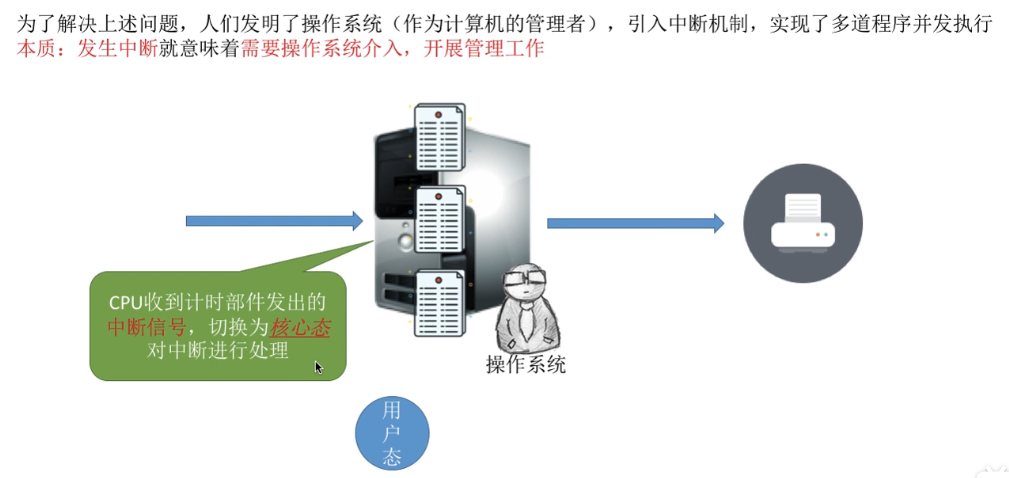 为了解决上述问题，人们发明了操作系统（作为计算机的管理者），引入中断机制，实现了多道程序并发执行
本质：发生中断就意味着需要操作系统介入，开展管理工作
CPU收到计时部件发出的
中断信号，切换为核心态
对中断进行处理
操作系统
用
户
态